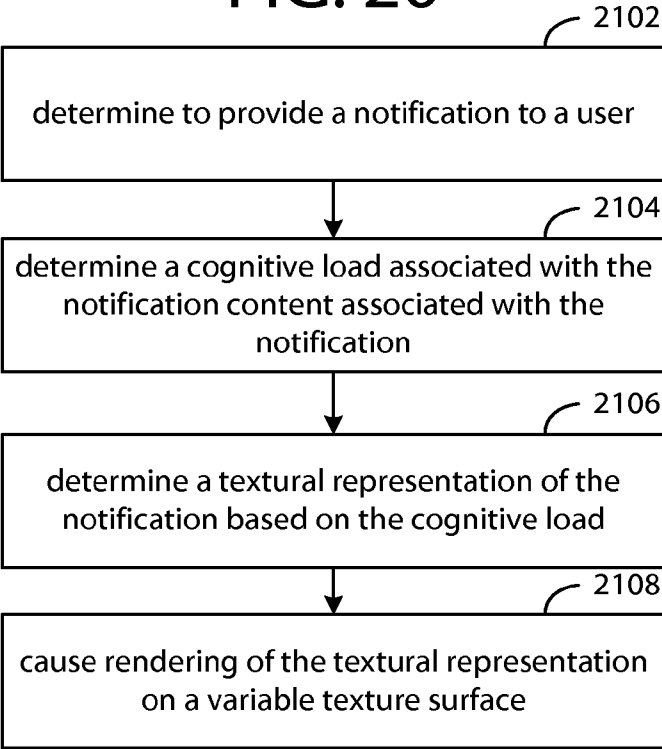 FIG. 20
2102
determine to provide a notification to a user
2104
determine a cognitive load associated with the
notification content associated with the
notification
2106
determine a textural representation of the
notification based on the cognitive load
2108
cause rendering of the textural representation
on a variable texture surface